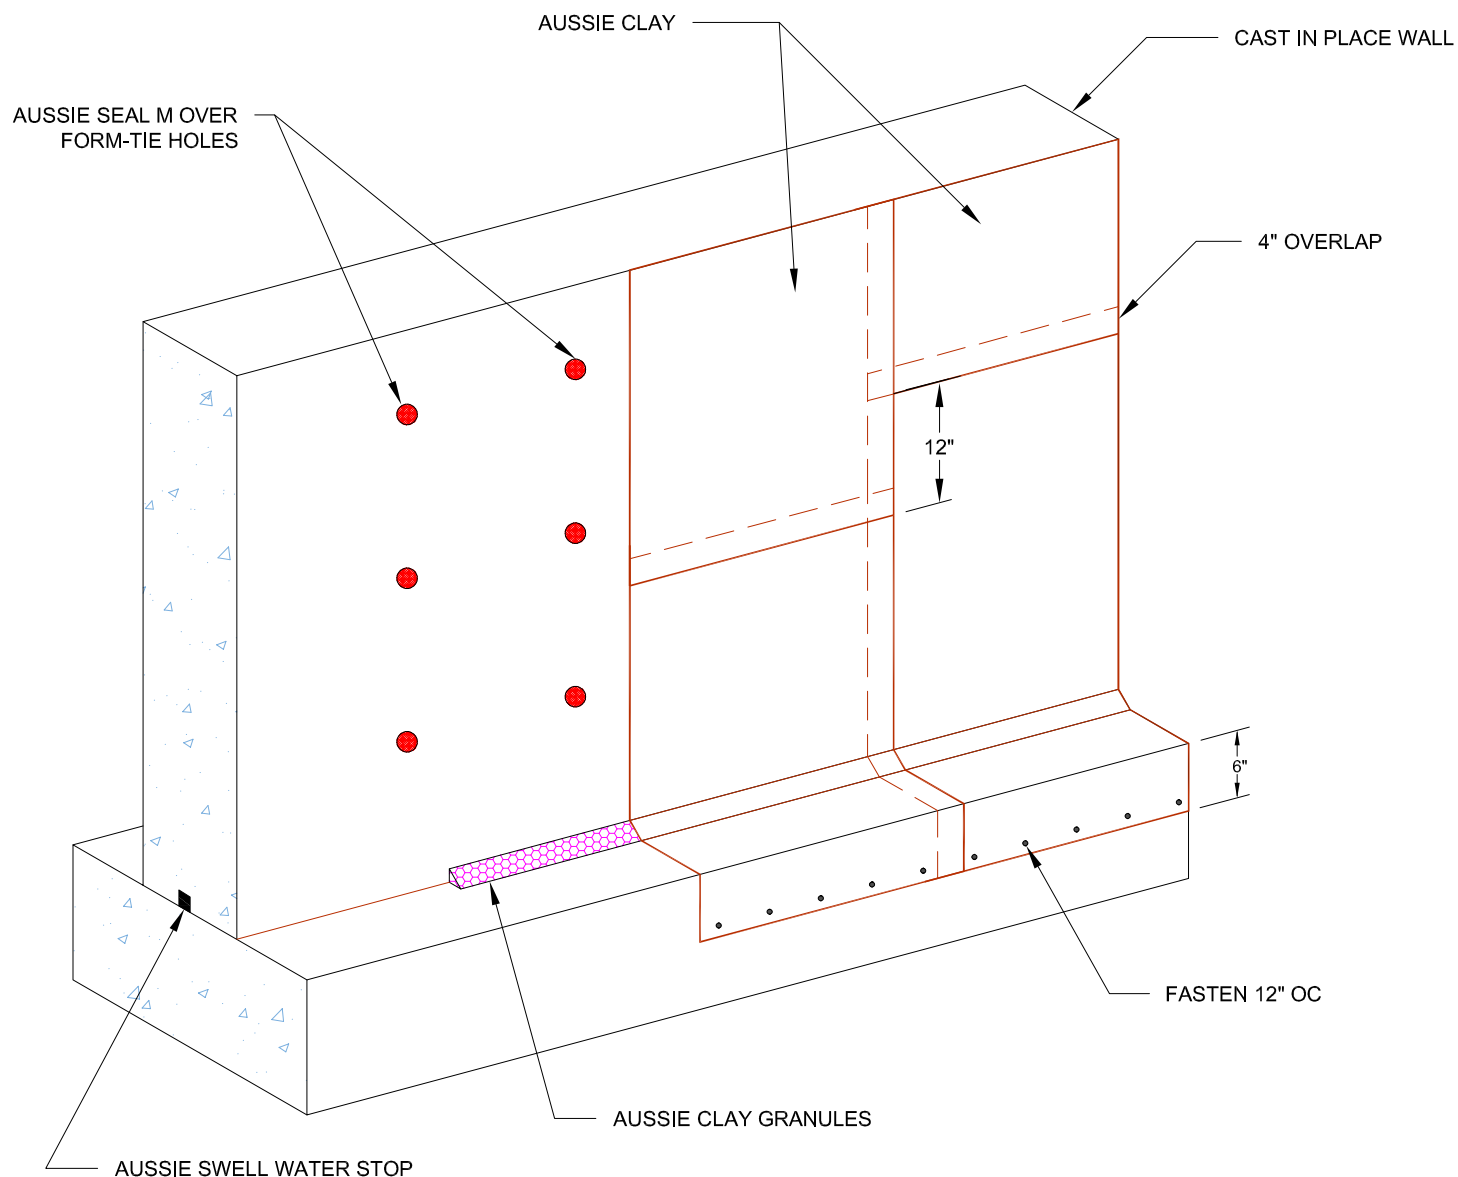 AUSSIE CLAY
CAST IN PLACE WALL
AUSSIE SEAL M OVER
FORM-TIE HOLES
4" OVERLAP
12"
6"
FASTEN 12" OC
AUSSIE CLAY GRANULES
AUSSIE SWELL WATER STOP